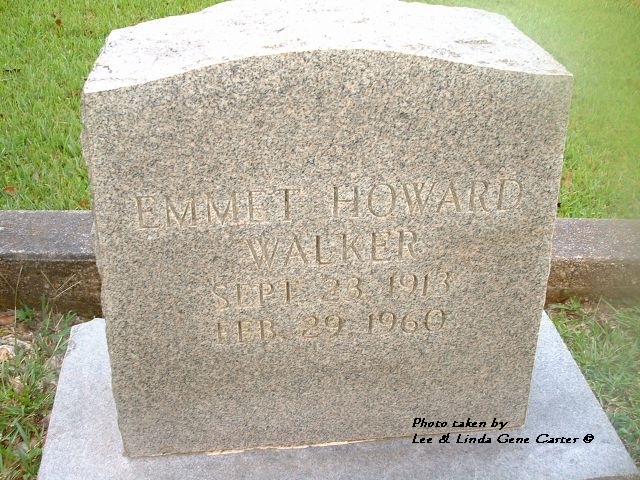 EMMET HOWARD
WALKER
SEPT. 23, 1913
FEB. 29, 1960
Photo taken by
Lee & Linda Gene Carter ©